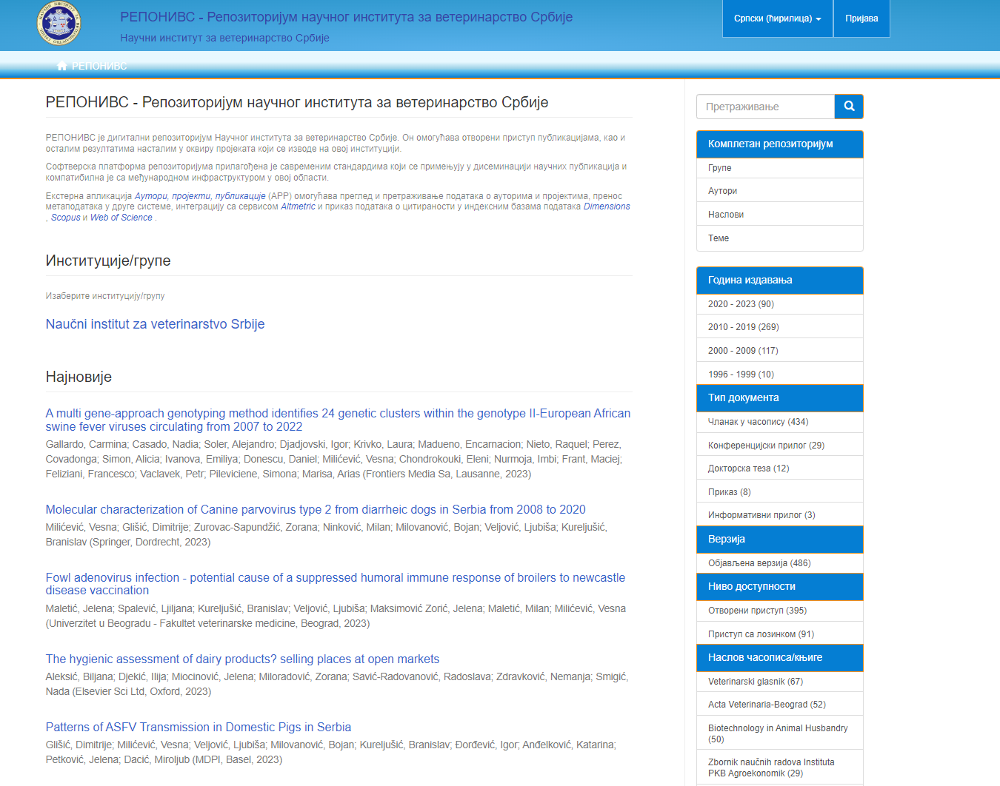 РЕПОНИВС - Репозиторијум научног института за ветеринарство Србије
Научни институт за ветеринарство Србије
Српски (ћирилица)
Пријава
РЕПОНИВС
РЕПОНИВС - Репозиторијум научног института за ветеринарство Србије
РЕПОНИВС је дигитални репозиторијум Научног института за ветеринарство Србије. Он омогућава отворени приступ публикацијама, као и
осталим резултатима насталим у оквиру пројеката који се изводе на овој институцији.
Софтверска платформа репозиторијума прилагођена је савременим стандардима који се примењују у дисеминацији научних публикација и
компатибилна је са међународном инфраструктуром у овој области.
Екстерна апликација Аутори, пројекти, публикације (АРР) омогућава преглед и претраживање података о ауторима и пројектима, пренос
метаподатака у друге системе, интеграцију са сервисом Altmetric и приказ података о цитираности у индексним базама података Dimensions
, Scopus и Web of Science .
Институције/групе
Изаберите институцију/групу
Naučni institut za veterinarstvo Srbije
Најновије
A multi gene-approach genotyping method identifies 24 genetic clusters within the genotype II-European African
swine fever viruses circulating from 2007 to 2022
Gallardo, Carmina; Casado, Nadia; Soler, Alejandro; Djadjovski, Igor; Krivko, Laura; Madueno, Encarnacion; Nieto, Raquel; Perez,
Covadonga; Simon, Alicia; Ivanova, Emiliya; Donescu, Daniel; Milićević, Vesna; Chondrokouki, Eleni; Nurmoja, Imbi; Frant, Maciej;
Feliziani, Francesco; Vaclavek, Petr; Pileviciene, Simona; Marisa, Arias (Frontiers Media Sa, Lausanne, 2023)
Molecular characterization of Canine parvovirus type 2 from diarrheic dogs in Serbia from 2008 to 2020
Milićević, Vesna; Glišić, Dimitrije; Zurovac-Sapundžić, Zorana; Ninković, Milan; Milovanović, Bojan; Veljović, Ljubiša; Kureljušić,
Branislav (Springer, Dordrecht, 2023)
Fowl adenovirus infection - potential cause of a suppressed humoral immune response of broilers to newcastle
disease vaccination
Maletić, Jelena; Spalević, Ljiljana; Kureljušić, Branislav; Veljović, Ljubiša; Maksimović Zorić, Jelena; Maletić, Milan; Milićević, Vesna
(Univerzitet u Beogradu - Fakultet veterinarske medicine, Beograd, 2023)
The hygienic assessment of dairy products? selling places at open markets
Aleksić, Biljana; Djekić, Ilija; Miocinović, Jelena; Miloradović, Zorana; Savić-Radovanović, Radoslava; Zdravković, Nemanja; Smigić,
Nada (Elsevier Sci Ltd, Oxford, 2023)
Patterns of ASFV Transmission in Domestic Pigs in Serbia
Glišić, Dimitrije; Milićević, Vesna; Veljović, Ljubiša; Milovanović, Bojan; Kureljušić, Branislav; Đorđević, Igor; Anđelković, Katarina;
Petković, Jelena; Dacić, Miroljub (MDPI, Basel, 2023)
Претраживање
Комплетан репозиторијум
Групе
Аутори
Наслови
Теме
Година издавања
2020 - 2023 (90)
2010 - 2019 (269)
2000 - 2009 (117)
1996 - 1999 (10)
Тип документа
Чланак у часопису (434)
Конференцијски прилог (29)
Докторска теза (12)
Приказ (8)
Информативни прилог (3)
Верзија
Објављена верзија (486)
Ниво доступности
Отворени приступ (395)
Приступ са лозинком (91)
Наслов часописа/књиге
Veterinarski glasnik (67)
Acta Veterinaria-Beograd (52)
Biotechnology in Animal Husbandry
(50)
Zbornik naučnih radova Instituta
PKB Agroekonomik (29)